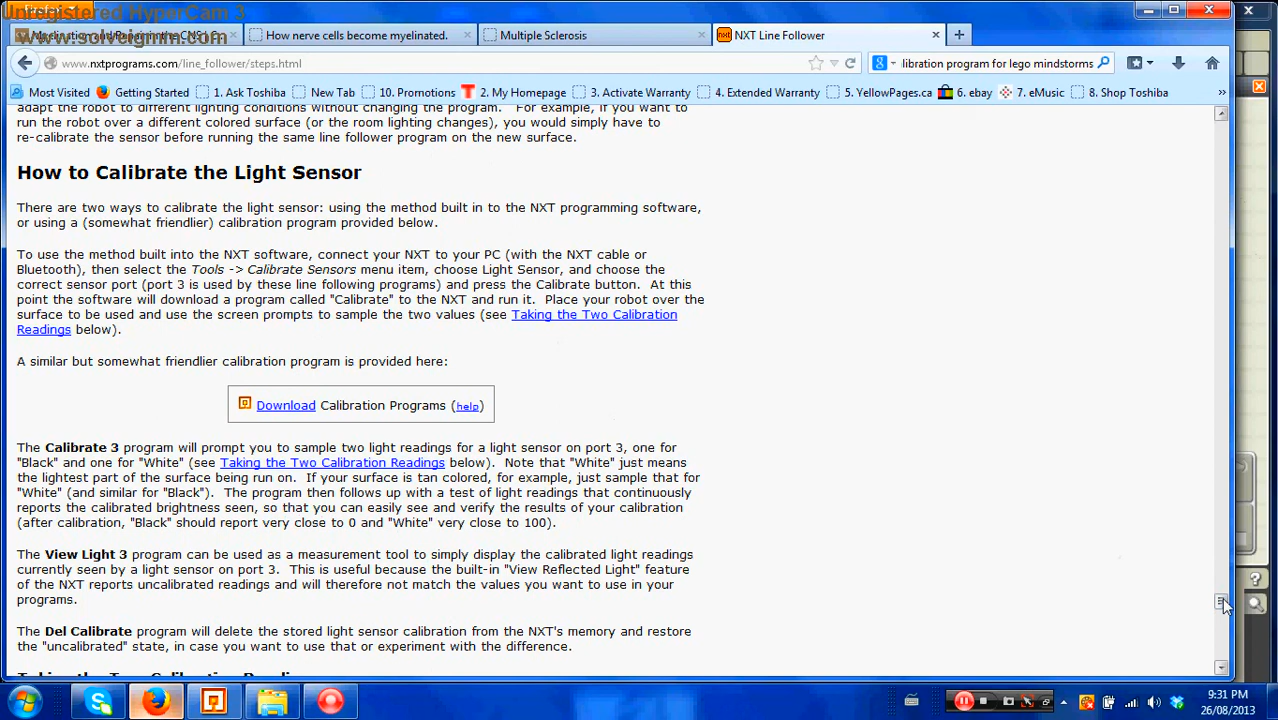 Unregistered HyperCam 3
www.solveigmm.com
How nerve cells become myelinated.
Multiple Sclerosis
NXT Line Follower
www.nxtprograms.com/line_follower/steps.html
libration program for lego mindstorms
Most Visited Getting Started 1. Ask Toshiba New Tab 10. Promotions 2. My Homepage 3. Activate Warranty 4. Extended Warranty 5. YellowPages.ca 6. ebay 7. eMusic 8. Shop Toshiba »
adapt the robot to different lighting conditions without changing the program. For example, if you want to
run the robot over a different colored surface (or the room lighting changes), you would simply have to
re-calibrate the sensor before running the same line follower program on the new surface.
How to Calibrate the Light Sensor
There are two ways to calibrate the light sensor: using the method built in to the NXT programming software,
or using a (somewhat friendlier) calibration program provided below.
To use the method built into the NXT software, connect your NXT to your PC (with the NXT cable or
Bluetooth), then select the Tools -> Calibrate Sensors menu item, choose Light Sensor, and choose the
correct sensor port (port 3 is used by these line following programs) and press the Calibrate button. At this
point the software will download a program called "Calibrate" to the NXT and run it. Place your robot over the
surface to be used and use the screen prompts to sample the two values (see Taking the Two Calibration
Readings below).
A similar but somewhat friendlier calibration program is provided here:
Download Calibration Programs (help)
The Calibrate 3 program will prompt you to sample two light readings for a light sensor on port 3, one for
"Black" and one for "White" (see Taking the Two Calibration Readings below). Note that "White" just means
the lightest part of the surface being run on. If your surface is tan colored, for example, just sample that for
"White" (and similar for "Black"). The program then follows up with a test of light readings that continuously
reports the calibrated brightness seen, so that you can easily see and verify the results of your calibration
(after calibration, "Black" should report very close to 0 and "White" very close to 100).
The View Light 3 program can be used as a measurement tool to simply display the calibrated light readings
currently seen by a light sensor on port 3. This is useful because the built-in "View Reflected Light" feature
of the NXT reports uncalibrated readings and will therefore not match the values you want to use in your
programs.
The Del Calibrate program will delete the stored light sensor calibration from the NXT's memory and restore
the "uncalibrated" state, in case you want to use that or experiment with the difference.
Taking the Two Calibration Readings
9:31 PM
26/08/2013